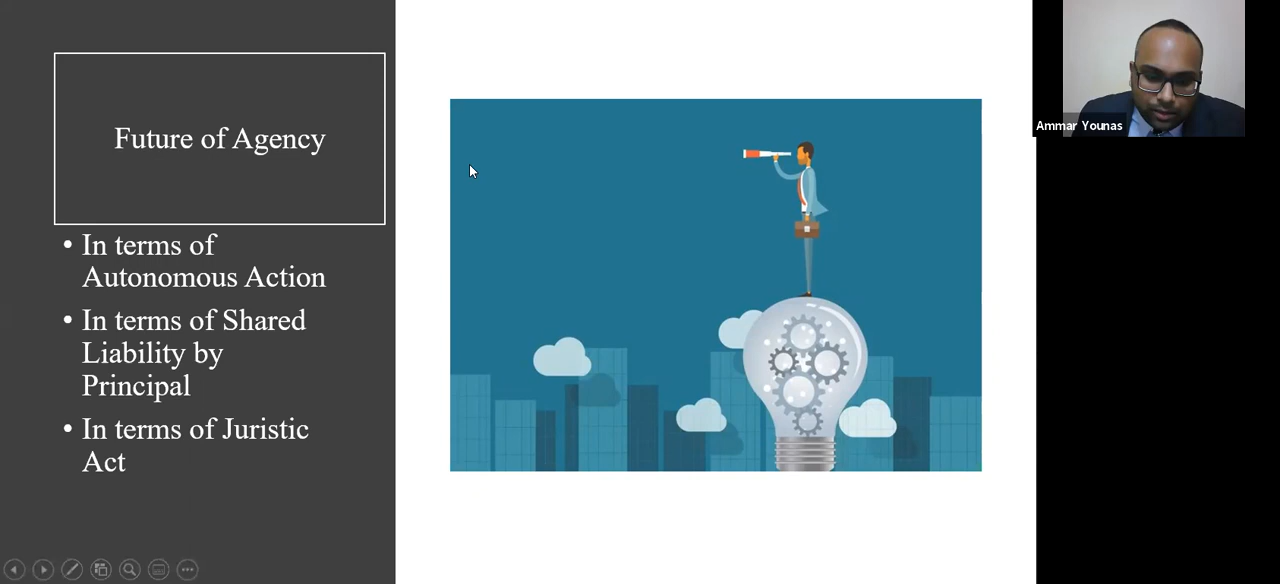 Future of Agency
• In terms of
Autonomous Action
• In terms of Shared
Liability by
Principal
• In terms of Juristic
Act
Ammar Younas